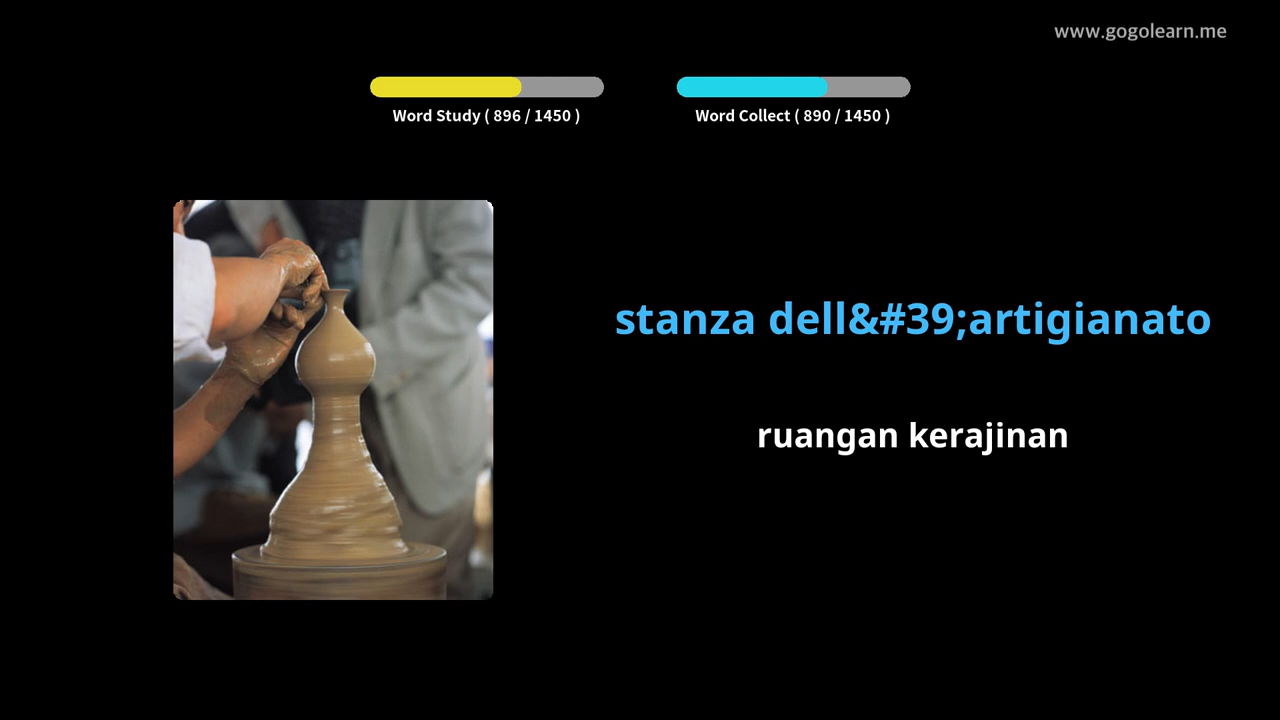 www.gogolearn.me
Word Study ( 896 / 1450 )
Word Collect ( 890 / 1450 )
stanza dell&#39;artigianato
ruangan kerajinan